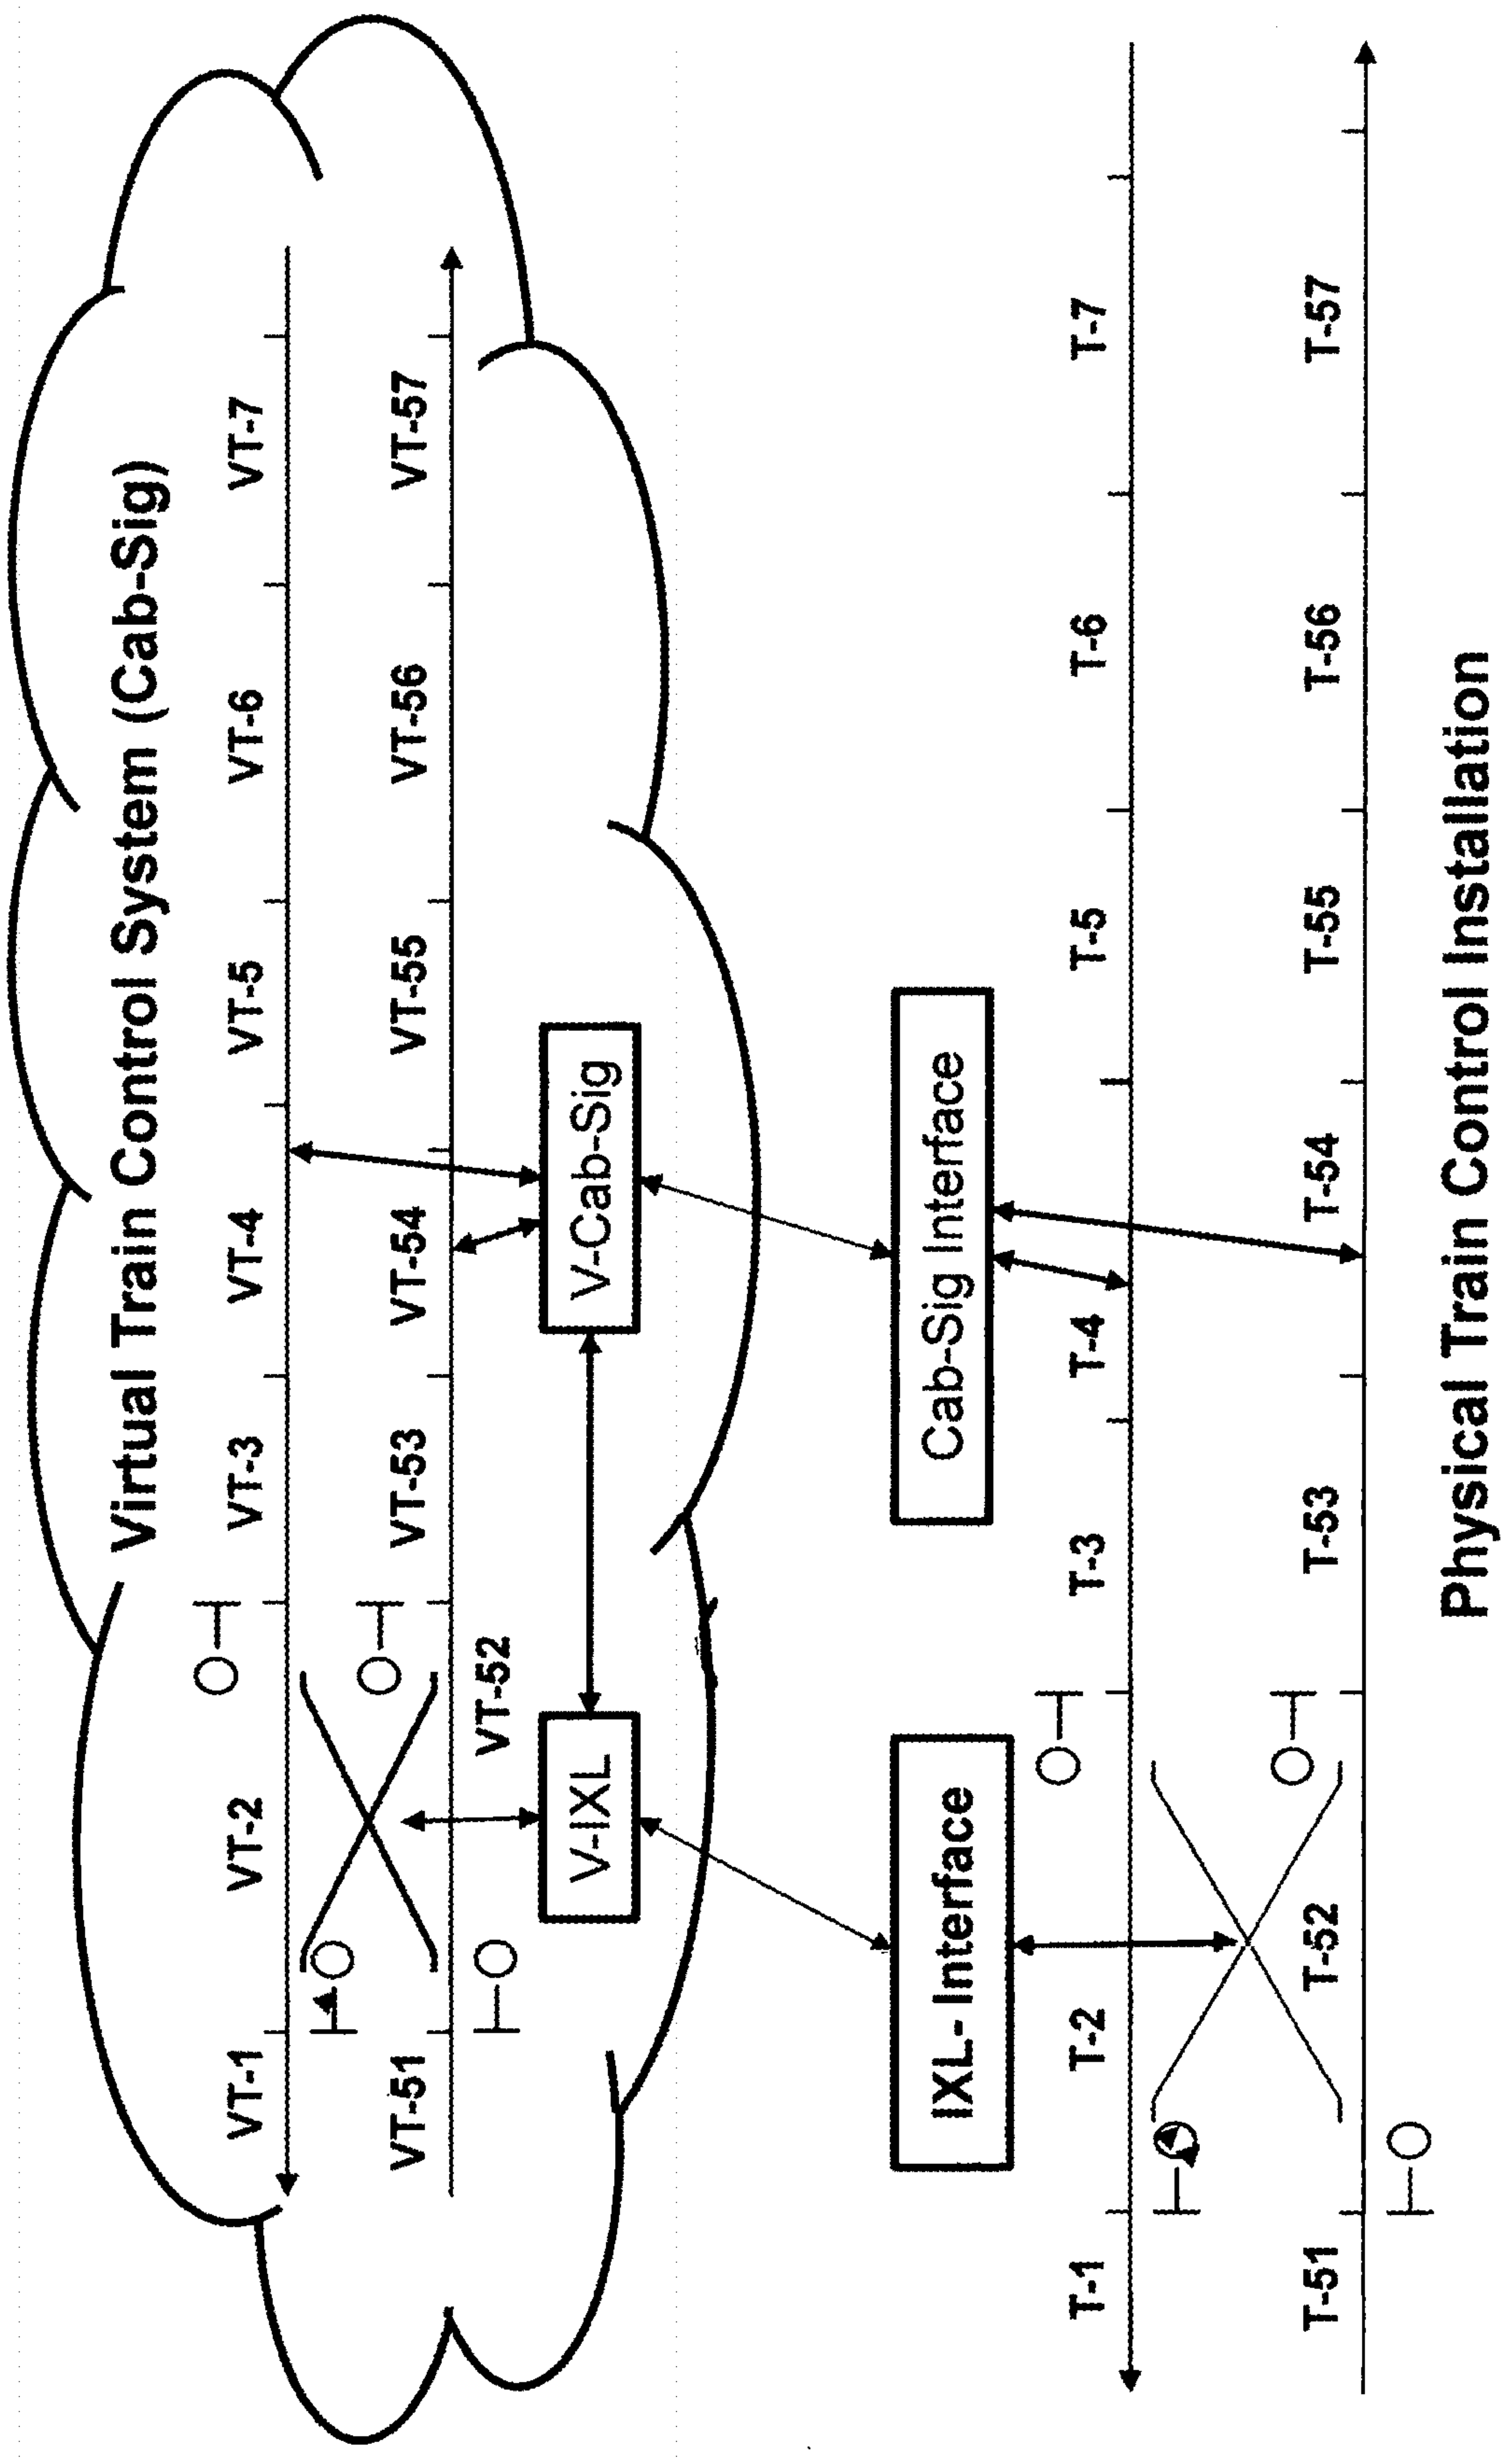 Virtual Train Control System (Cab-Sig)
VT-1 VT-2 VT-3 VT-4 VT-5 VT-6 VT-7
VT-51 VT-53 VT-54 VT-55 VT-56 VT-57
VT-52
V-IXL V-Cab-Sig
IXL- Interface Cab-Sig Interface
T-1 T-2 T-3 T-4 T-5 T-6 T-7
T-51 T-52 T-53 T-54 T-55 T-56 T-57
Physical Train Control Installation